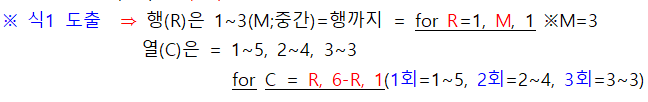 ※ 식1 도출 ⇒ 행(R)은 1~3(M;중간)=행까지 = for R=1, M, 1 ※M=3
열(C)은 = 1~5, 2~4, 3~3
for C = R, 6-R, 1(1회=1~5, 2회=2~4, 3회=3~3)